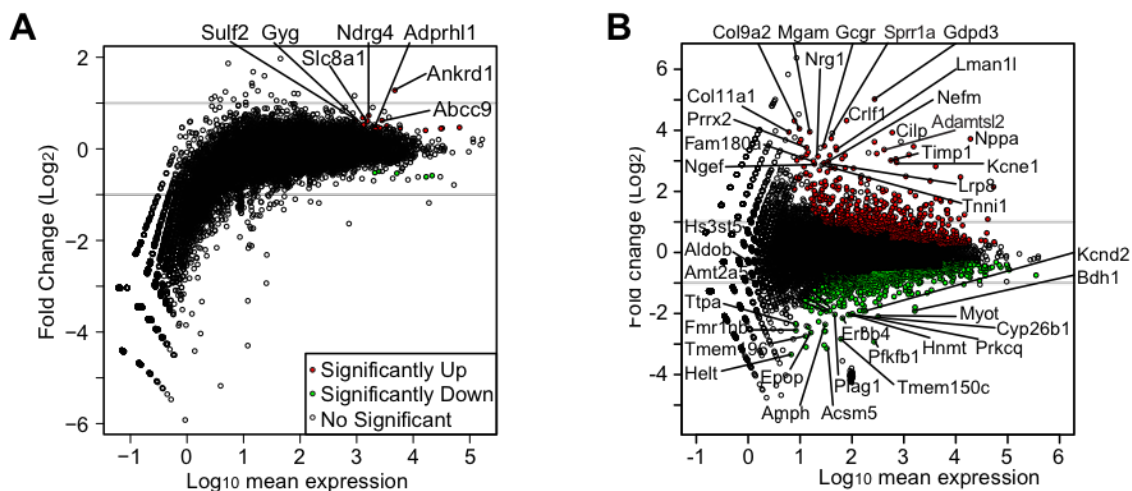 A
Sulf2 Gyg Ndrg4 Adprhl1
Slc8a1
Ankrd1
Abcc9
Fold Change (Log2)
2
0
−2
−4
−6
Significantly Up
Significantly Down
No Significant
−1 0 1 2 3 4 5
Log10 mean expression
B
Col9a2 Mgam Gcgr Sprr1a Gdpd3
Nrg1
Lman1l
Col11a1
Nefm
Prrx2
Crlf1
Adamtsl2
Cilp
Nppa
Fam180a
Timp1
Ngef
Kcne1
Lrp8
Tnni1
Hs3st5
Aldob
Kcnd2
Amt2a
Bdh1
Ttpa
Myot
Fmr1nb
Erbb4
Cyp26b1
Tmem196
Hnmt
Prkcq
Pfkfb1
Helt
Epop
Plag1
Tmem150c
Amph
Acsm5
Fold change (Log2)
6
4
2
0
-2
-4
-1 0 1 2 3 4 5 6
Log10 mean expression